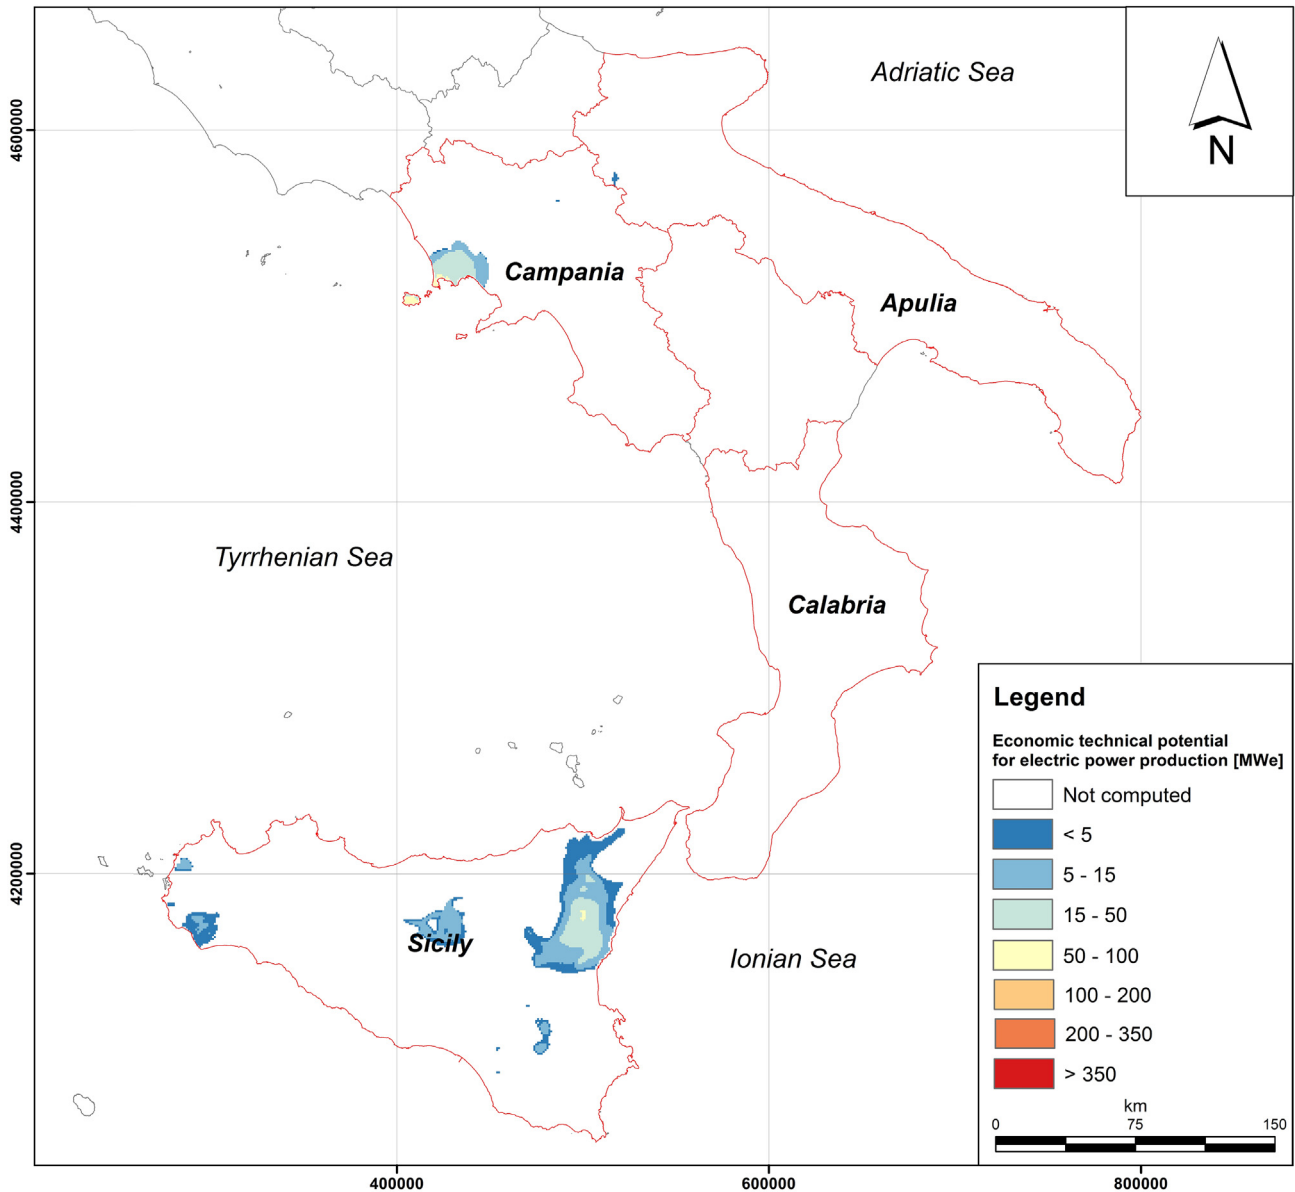 Adriatic Sea
N
4600000
Campania
Apulia
4400000
Tyrrhenian Sea
Calabria
4200000
Sicily
Ionian Sea
Legend
Economic technical potential
for electric power production [MWe]
Not computed
< 5
5 - 15
15 - 50
50 - 100
100 - 200
200 - 350
> 350
km
0 75 150
400000 600000 800000